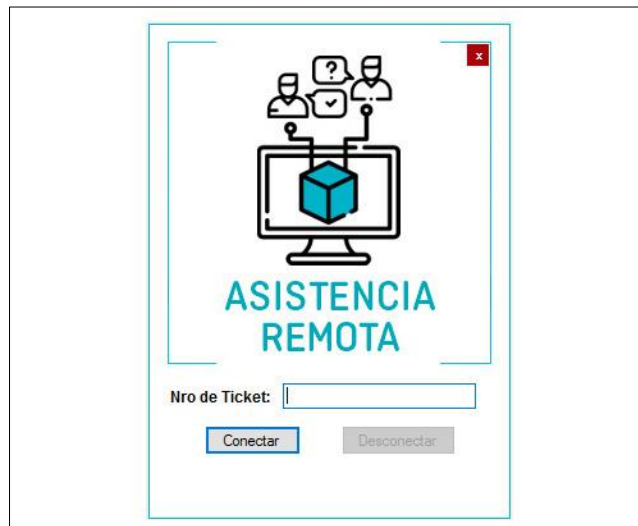 ?
x
ASISTENCIA
REMOTA
Nro de Ticket:
Conectar Desconectar